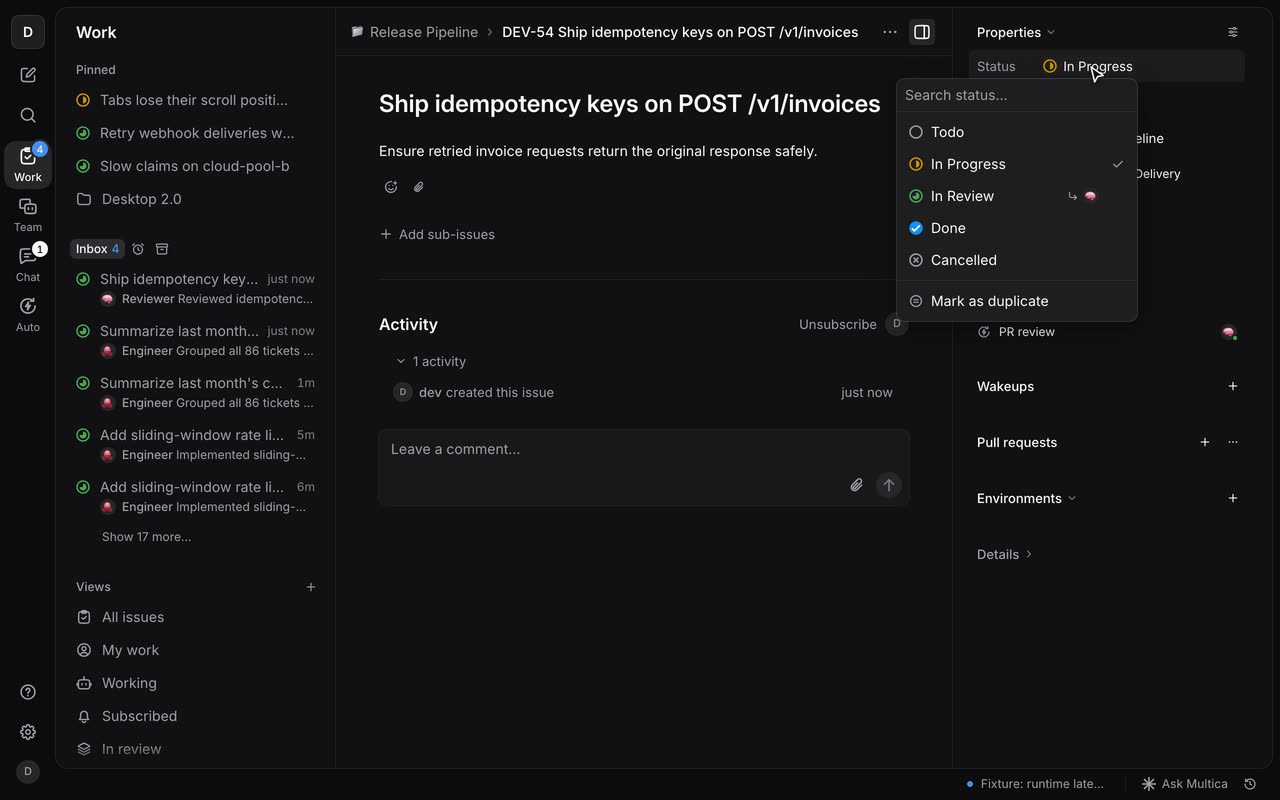 D
Work
4
Team
Chat
1
Auto
D
Work
Pinned
Tabs lose their scroll positi...
Retry webhook deliveries w...
Slow claims on cloud-pool-b
Desktop 2.0
Inbox 4
Ship idempotency key... just now
Reviewer Reviewed idempotenc...
Summarize last month... just now
Engineer Grouped all 86 tickets ...
Summarize last month's c... 1m
Engineer Grouped all 86 tickets ...
Add sliding-window rate li... 5m
Engineer Implemented sliding-...
Add sliding-window rate li... 6m
Engineer Implemented sliding-...
Show 17 more...
Views
All issues
My work
Working
Subscribed
In review
Release Pipeline › DEV-54 Ship idempotency keys on POST /v1/invoices
Ship idempotency keys on POST /v1/invoices
Ensure retried invoice requests return the original response safely.
Add sub-issues
Activity
Unsubscribe D
1 activity
D dev created this issue just now
Leave a comment...
Properties
Status In Progress
Search status...
Todo
In Progress
In Review
Done
Cancelled
Mark as duplicate
eline
Delivery
PR review
Wakeups
Pull requests
Environments
Details
Fixture: runtime late...
Ask Multica